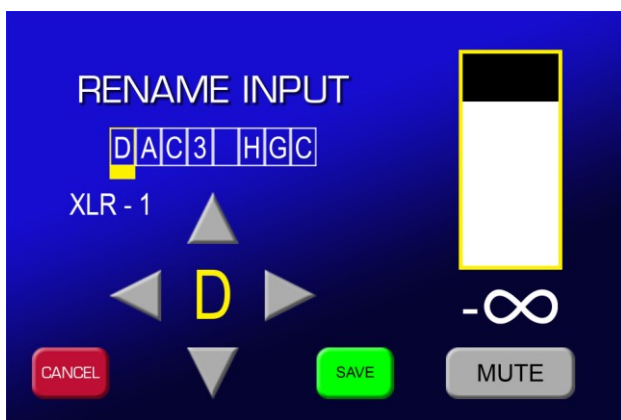 RENAME INPUT
DAC3 HGC
XLR - 1
D
-∞
CANCEL
SAVE
MUTE